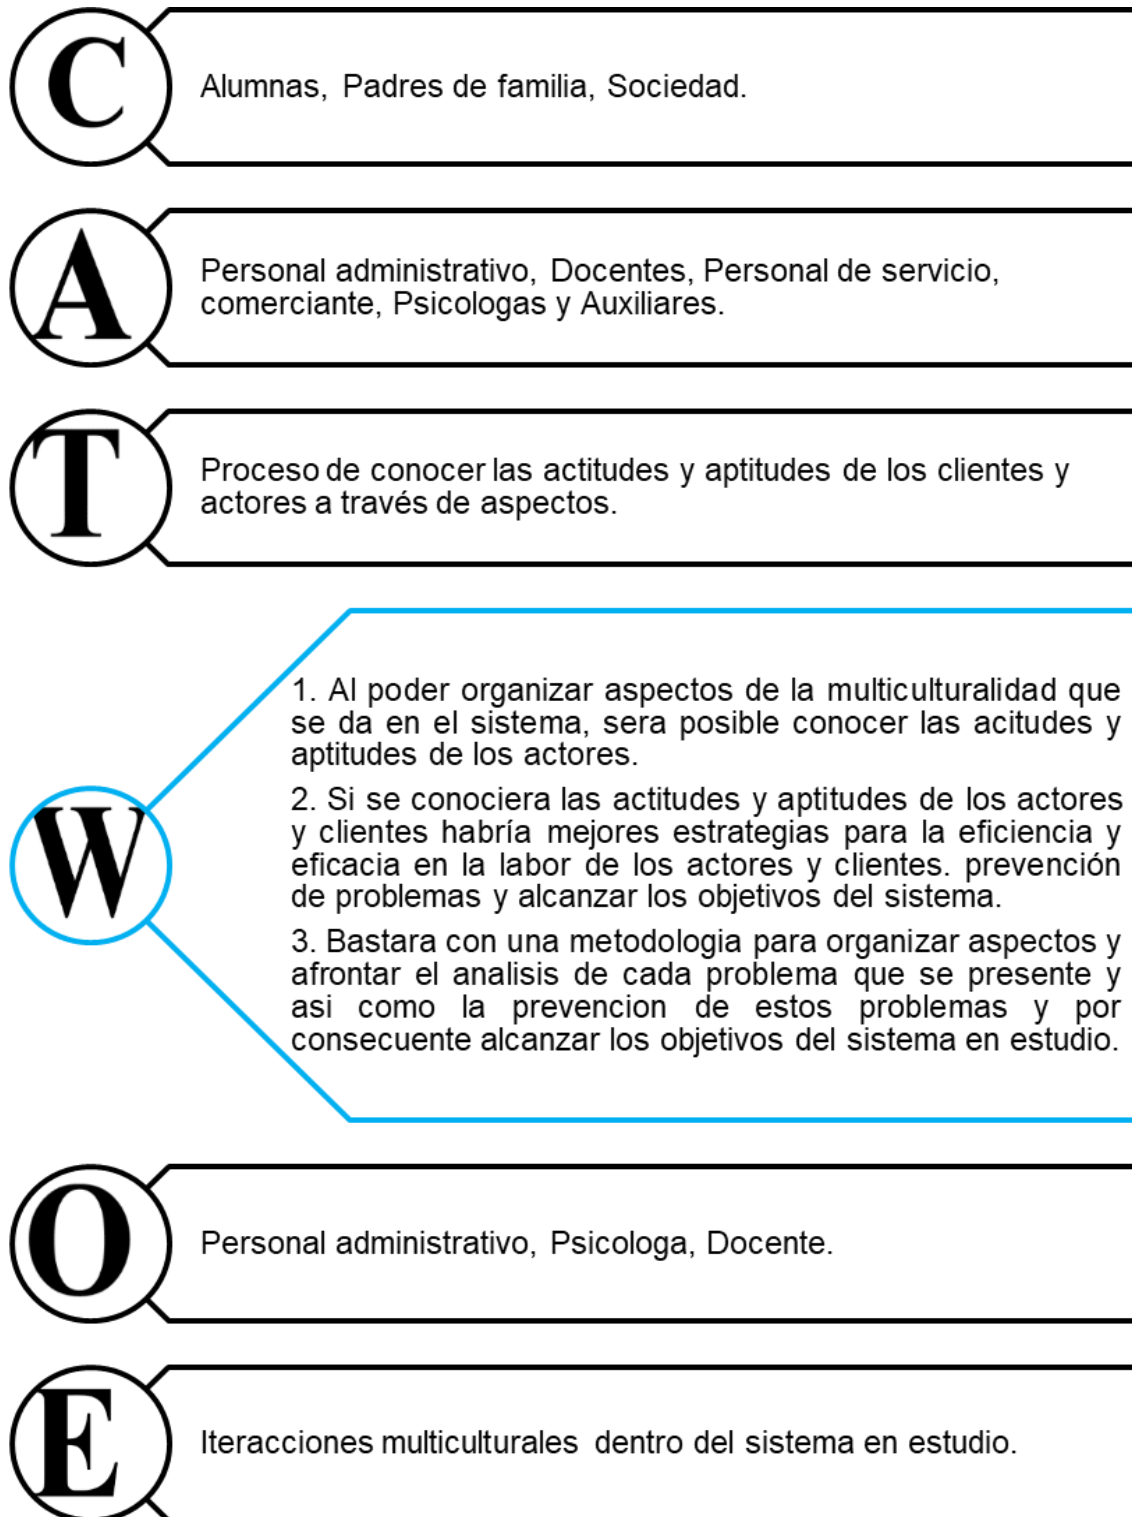 C
Alumnas, Padres de familia, Sociedad.
A
Personal administrativo, Docentes, Personal de servicio,
comerciante, Psicologas y Auxiliares.
T
Proceso de conocer las actitudes y aptitudes de los clientes y
actores a través de aspectos.
W
1. Al poder organizar aspectos de la multiculturalidad que
se da en el sistema, sera posible conocer las acitudes y
aptitudes de los actores.
2. Si se conociera las actitudes y aptitudes de los actores
y clientes habría mejores estrategias para la eficiencia y
eficacia en la labor de los actores y clientes. prevención
de problemas y alcanzar los objetivos del sistema.
3. Bastara con una metodologia para organizar aspectos y
afrontar el analisis de cada problema que se presente y
asi como la prevencion de estos problemas y por
consecuente alcanzar los objetivos del sistema en estudio.
O
Personal administrativo, Psicologa, Docente.
E
Iteracciones multiculturales dentro del sistema en estudio.